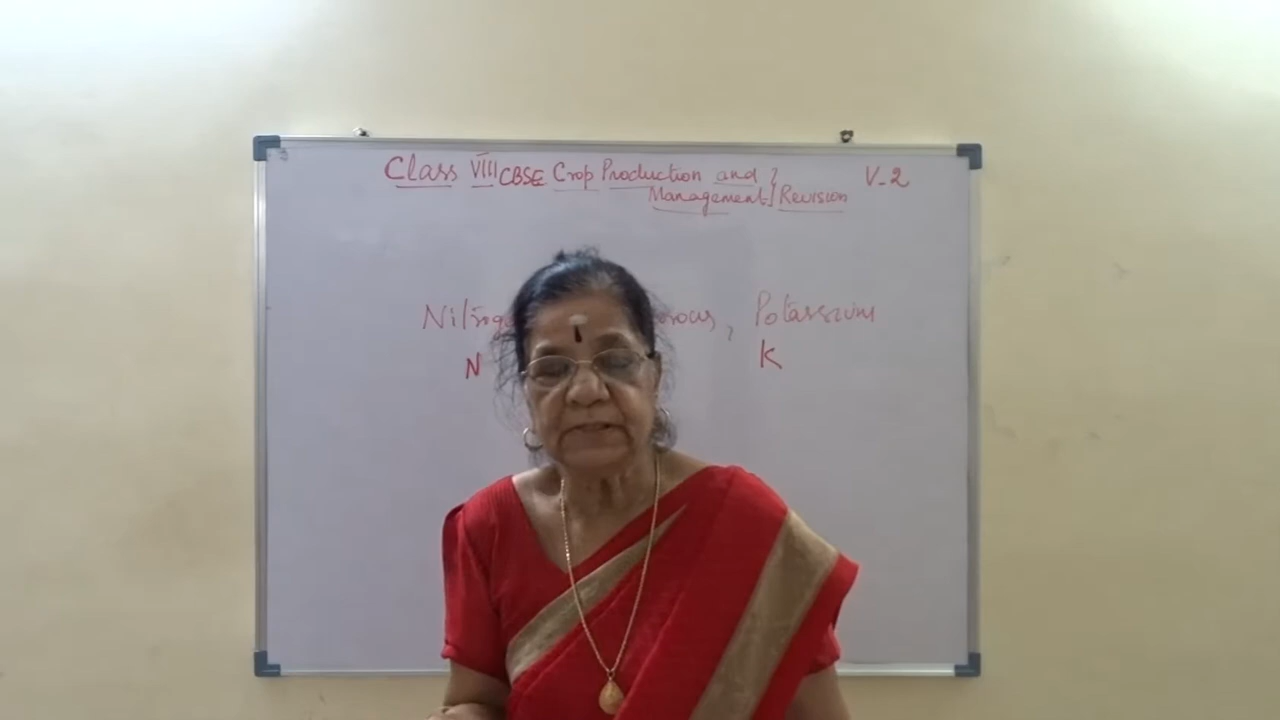 Class VIII CBSE Crop Production and } V-2
Management Revision
Potassium
N K